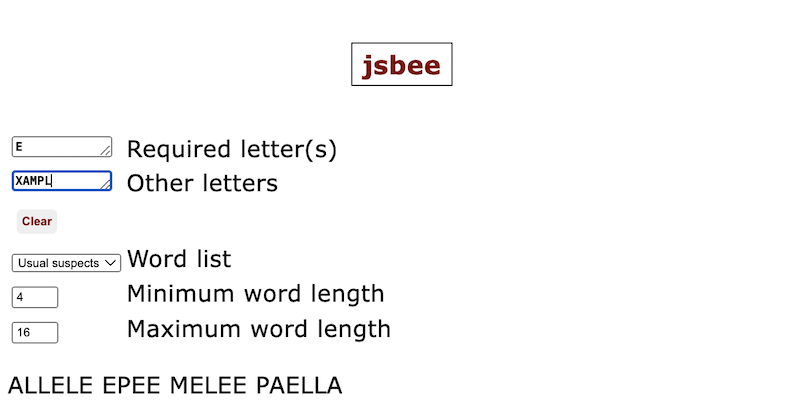 jsbee
E Required letter(s)
XAMPL Other letters
Clear
Usual suspects Word list
4 Minimum word length
16 Maximum word length
ALLELE EPEE MELEE PAELLA